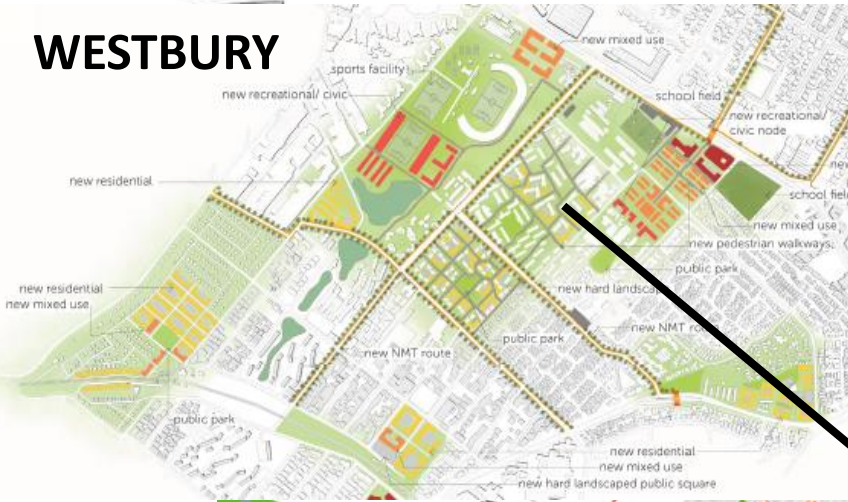 WESTBURY
new mixed use
sports facility
new recreational/ civic
school field
new recreational/
civic node
new residential
school field
new mixed use
new pedestrian walkways
public park
new residential
new mixed use
new hard
new NMT
public park
new NMT route
public park
new residential
new mixed use
new hard landscaped public square